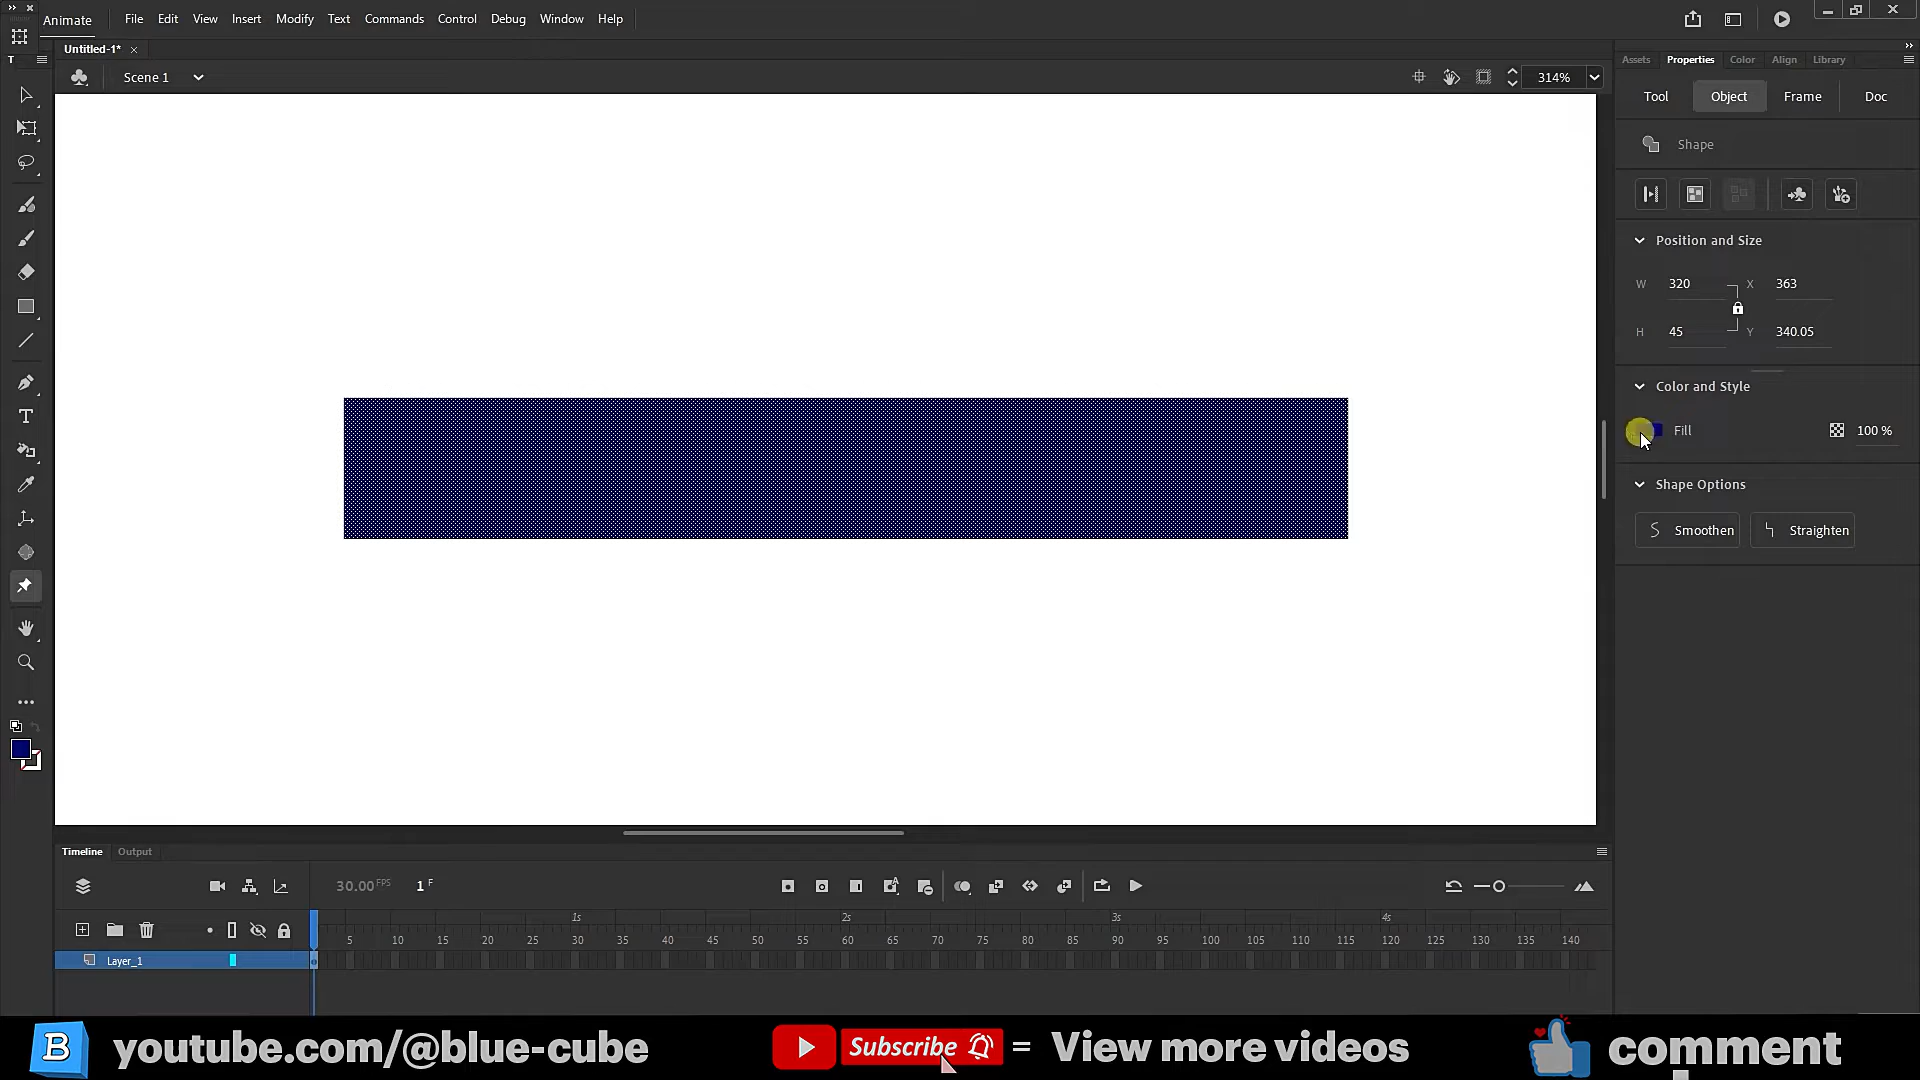 Animate File Edit View Insert Modify Text Commands Control Debug Window Help
T Untitled-1*
Scene 1 314%
Assets Properties Color Align Library
Tool Object Frame Doc
Shape
Position and Size
W 320 X 363
H 45 Y 340.05
Color and Style
Fill 100 %
Shape Options
Smoothen Straighten
T
Timeline Output
30.00 FPS 1 F
1s 2s 3s 4s
5 10 15 20 25 30 35 40 45 50 55 60 65 70 75 80 85 90 95 100 105 110 115 120 125 130 135 140
Layer_1
B youtube.com/@blue-cube Subscribe = View more videos comment